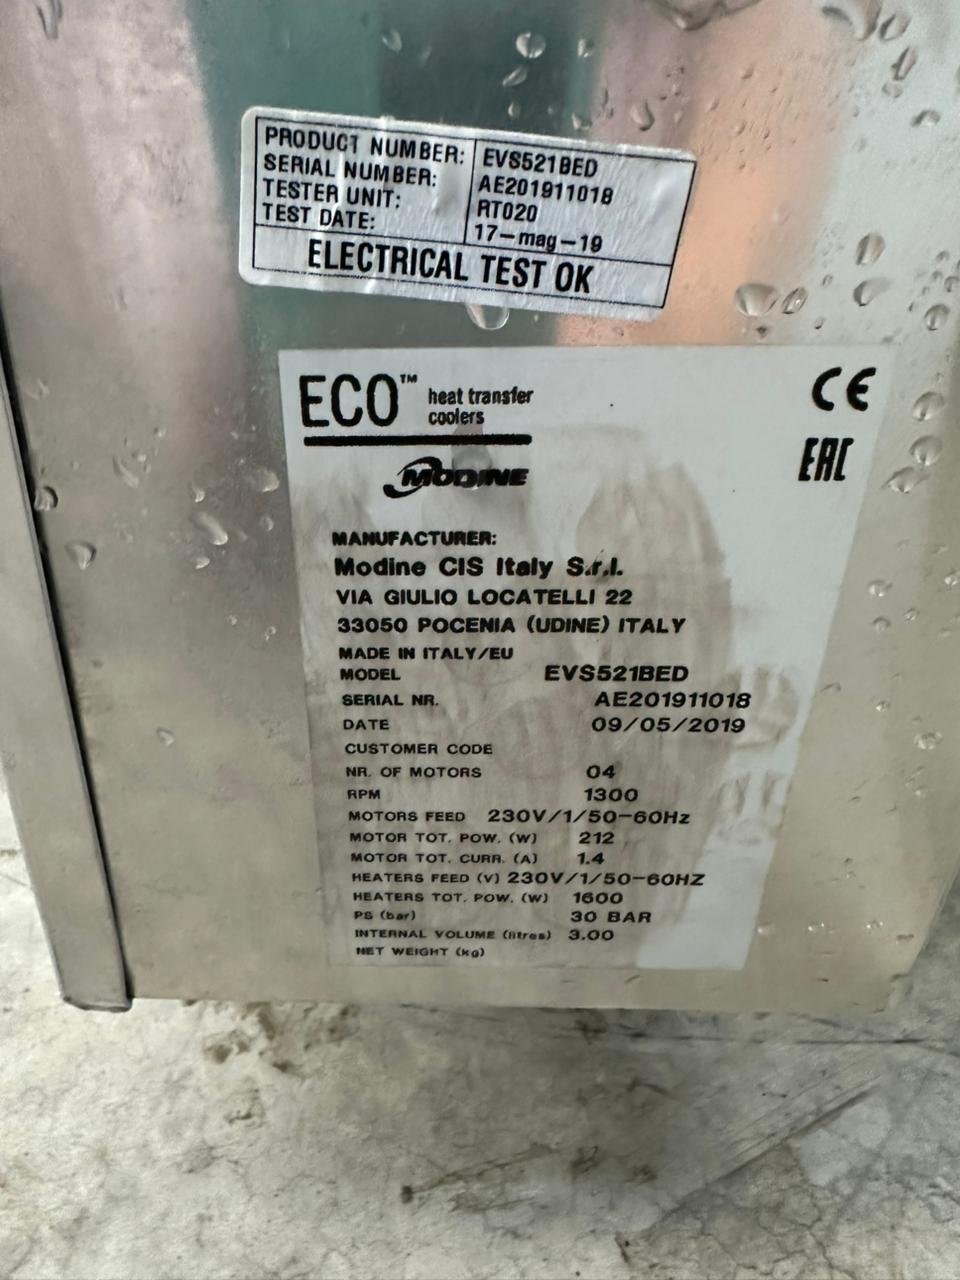 PRODUCT NUMBER: EVS521BED
SERIAL NUMBER: AE201911018
TESTER UNIT: RT020
TEST DATE: 17-mag-19
ELECTRICAL TEST OK
ECO™ heat transfer coolers
CE
MODINE
EAC
MANUFACTURER:
Modine CIS Italy S.r.l.
VIA GIULIO LOCATELLI 22
33050 POCENIA (UDINE) ITALY
MADE IN ITALY/EU
MODEL EVS521BED
SERIAL NR. AE201911018
DATE 09/05/2019
CUSTOMER CODE
NR. OF MOTORS 04
RPM 1300
MOTORS FEED 230V/1/50-60Hz
MOTOR TOT. POW. (W) 212
MOTOR TOT. CURR. (A) 1.4
HEATERS FEED (V) 230V/1/50-60HZ
HEATERS TOT. POW. (W) 1600
PS (bar) 30 BAR
INTERNAL VOLUME (litres) 3.00
NET WEIGHT (kg)